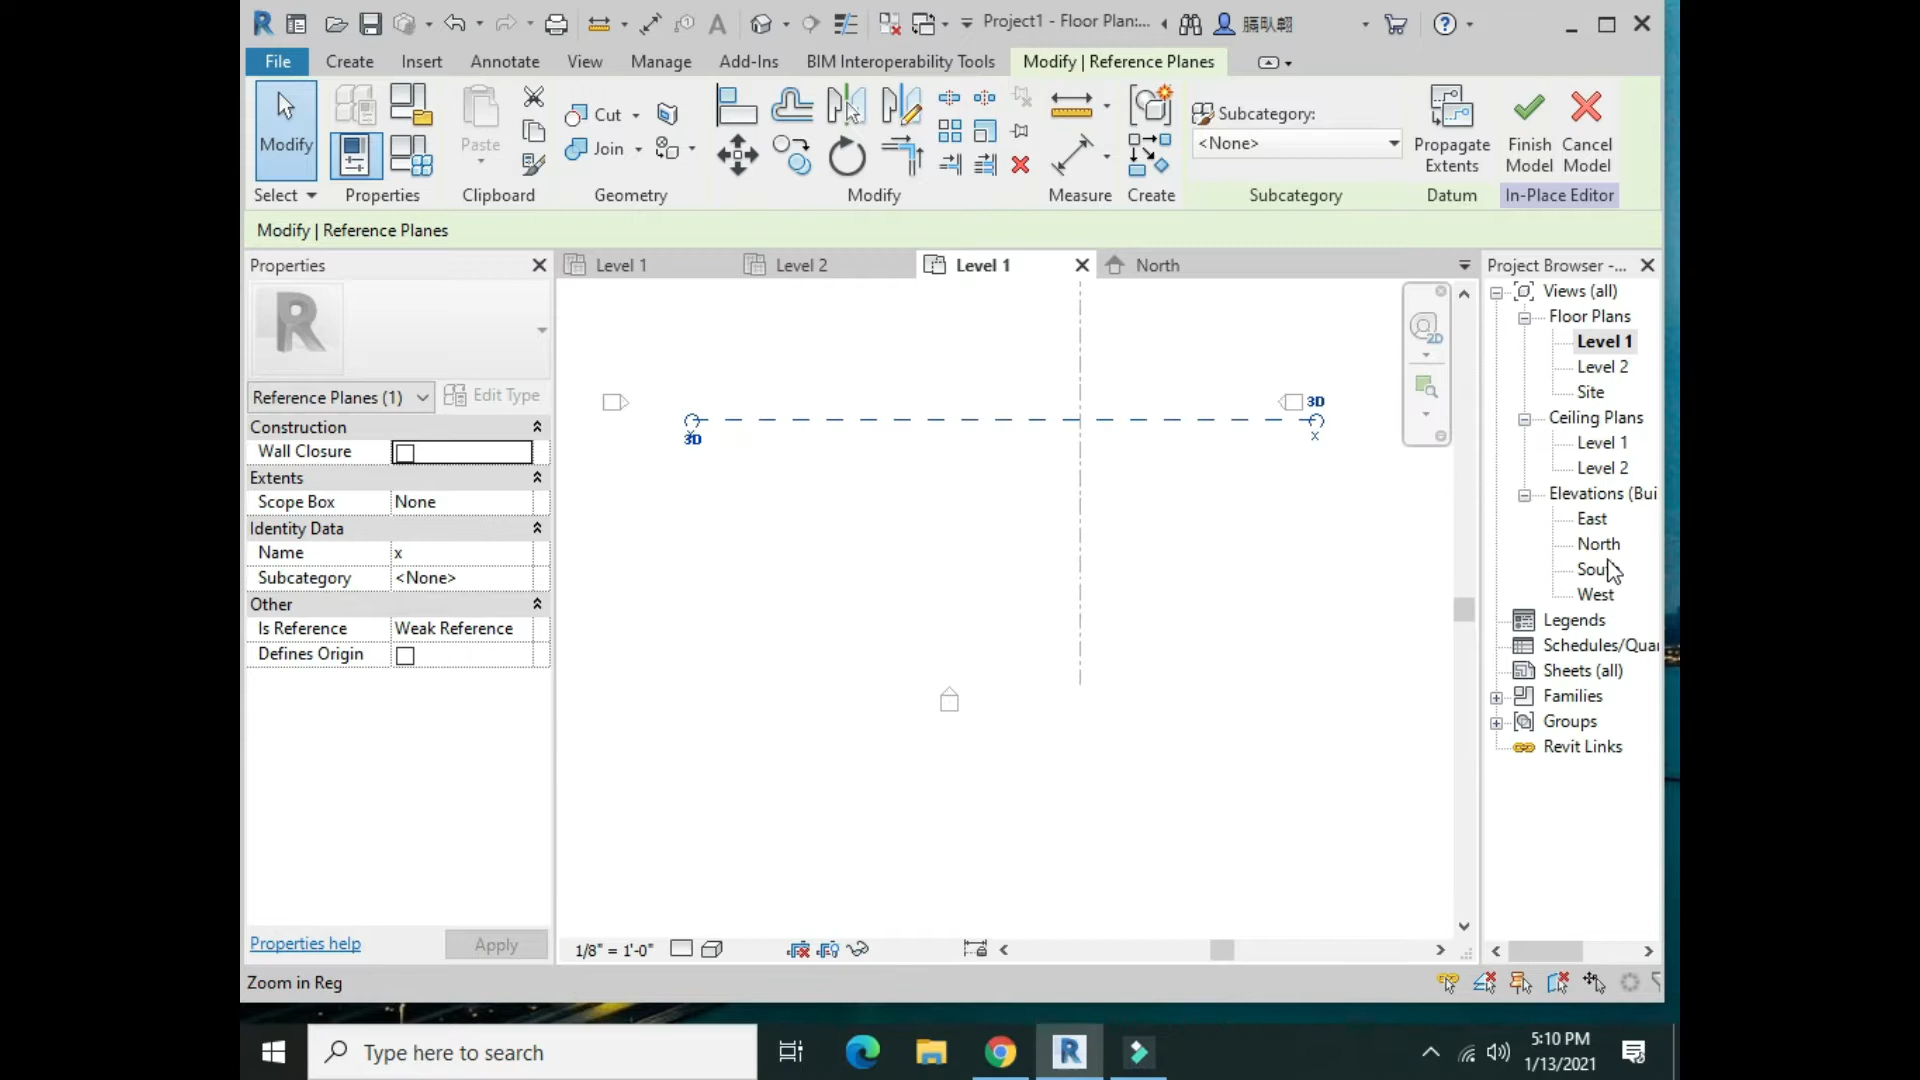 Project1 - Floor Plan:...
File Create Insert Annotate View Manage Add-Ins BIM Interoperability Tools Modify | Reference Planes
Modify
Paste
Cut
Join
Subcategory:
<None>
Propagate
Extents
Finish
Model
Cancel
Model
Select Properties Clipboard Geometry Modify Measure Create Subcategory Datum In-Place Editor
Modify | Reference Planes
Properties
Level 1
Level 2
Level 1
North
Project Browser -...
R
Reference Planes (1)
Edit Type
Construction
Wall Closure
Extents
Scope Box None
Identity Data
Name x
Subcategory <None>
Other
Is Reference Weak Reference
Defines Origin
Properties help
Apply
3D
x
3D
x
2D
Views (all)
Floor Plans
Level 1
Level 2
Site
Ceiling Plans
Level 1
Level 2
Elevations (Bui
East
North
Sou
West
Legends
Schedules/Qua
Sheets (all)
Families
Groups
Revit Links
1/8" = 1'-0"
Zoom in Reg
Type here to search
5:10 PM
1/13/2021